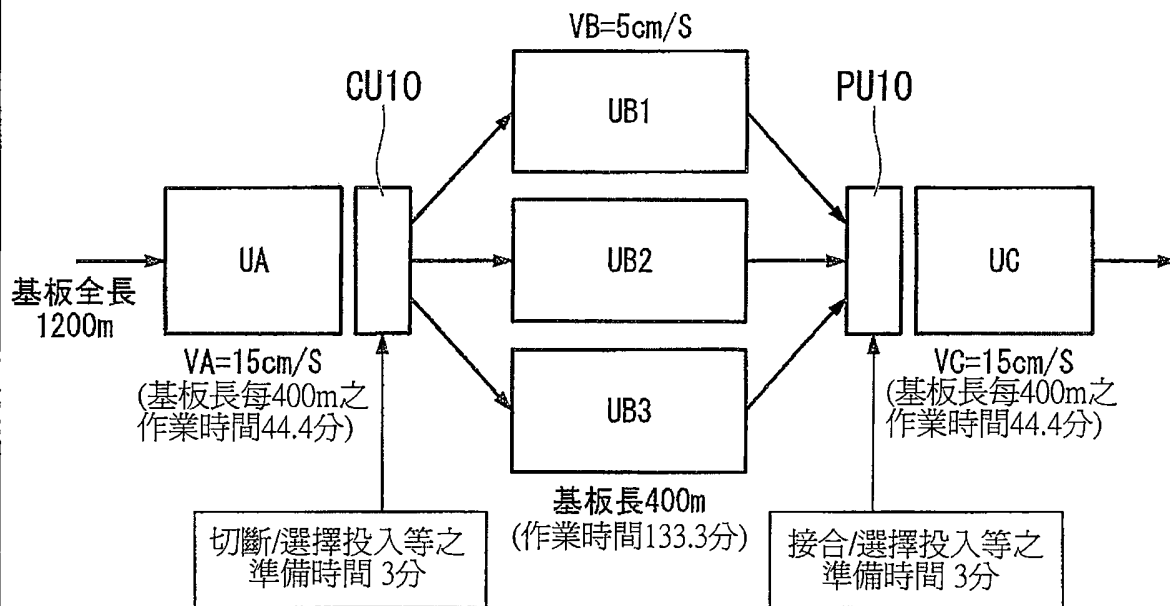 VB=5cm/S
CU10
UB1
PU10
UA
UB2
UC
基板全長
1200m
VA=15cm/S
(基板長每400m之
作業時間44.4分)
UB3
VC=15cm/S
(基板長每400m之
作業時間44.4分)
基板長400m
(作業時間133.3分)
切斷/選擇投入等之
準備時間 3分
接合/選擇投入等之
準備時間 3分